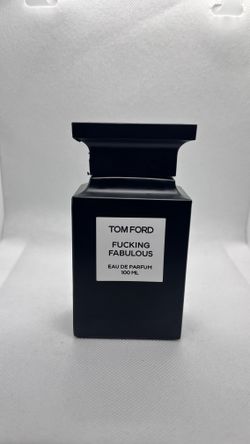 TOM FORD
FUCKING
FABULOUS
EAU DE PARFUM
100 ML